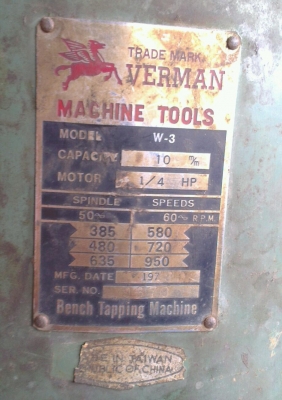 TRADE MARK
VERMAN
MACHINE TOOLS
MODEL W-3
CAPACITY 10 m/m
MOTOR 1/4 HP
SPINDLE SPEEDS
50~ 60~ R.P.M.
385 580
480 720
635 950
MFG. DATE 197
SER. NO.
Bench Tapping Machine
IN TAIWAN
OF CHINA